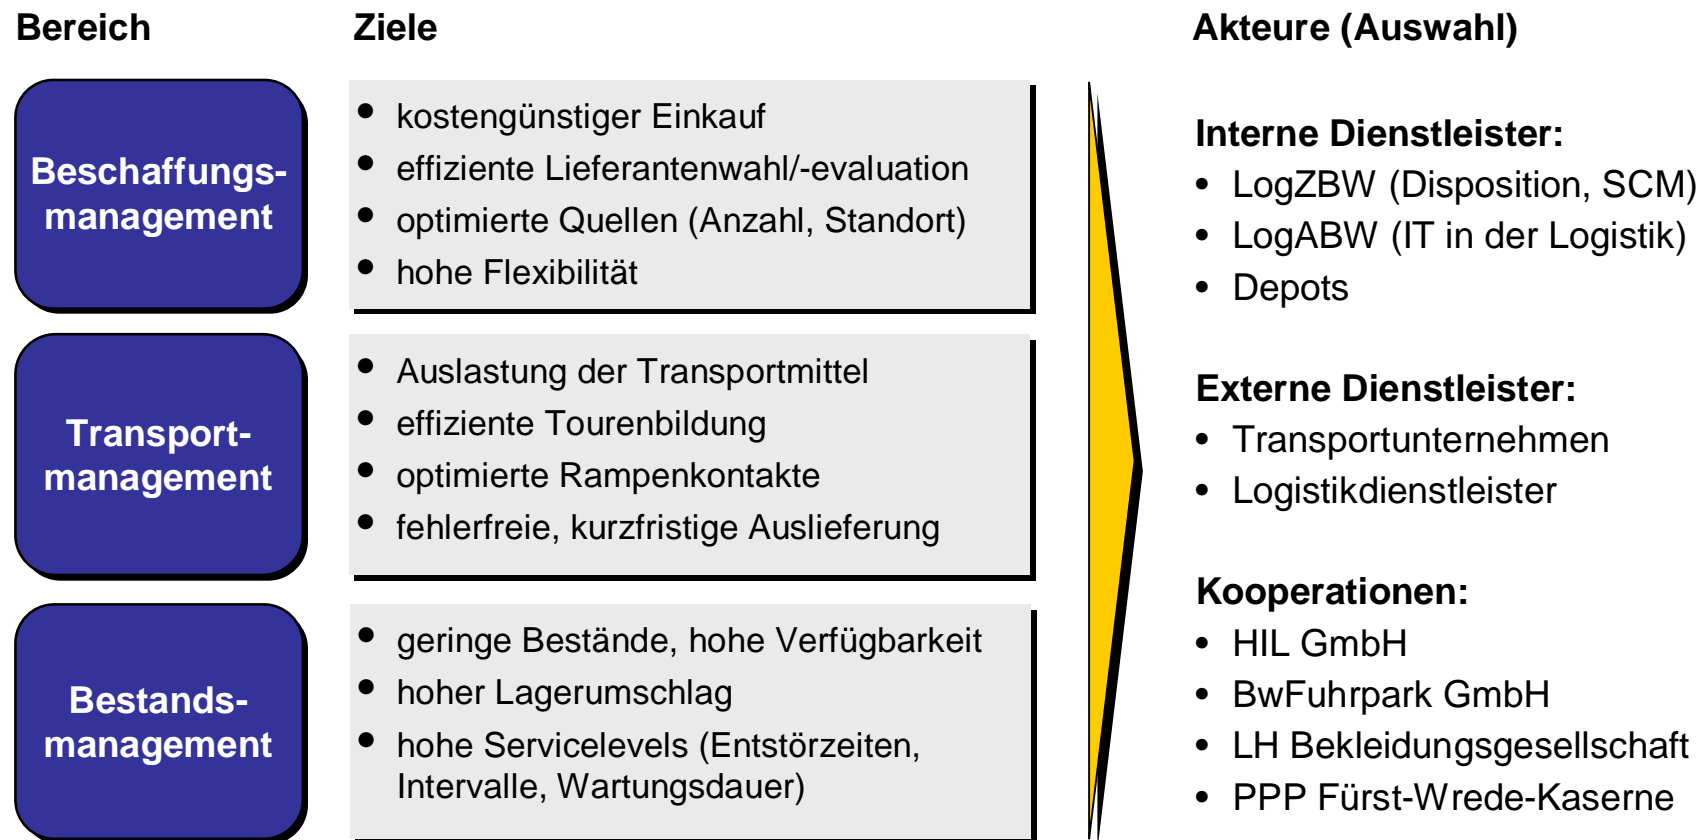 Bereich
Ziele
Akteure (Auswahl)
Beschaffungs-
management
• kostengünstiger Einkauf
• effiziente Lieferantenwahl/-evaluation
• optimierte Quellen (Anzahl, Standort)
• hohe Flexibilität
Transport-
management
• Auslastung der Transportmittel
• effiziente Tourenbildung
• optimierte Rampenkontakte
• fehlerfreie, kurzfristige Auslieferung
Bestands-
management
• geringe Bestände, hohe Verfügbarkeit
• hoher Lagerumschlag
• hohe Servicelevels (Entstörzeiten,
Intervalle, Wartungsdauer)
Interne Dienstleister:
• LogZBW (Disposition, SCM)
• LogABW (IT in der Logistik)
• Depots
Externe Dienstleister:
• Transportunternehmen
• Logistikdienstleister
Kooperationen:
• HIL GmbH
• BwFuhrpark GmbH
• LH Bekleidungsgesellschaft
• PPP Fürst-Wrede-Kaserne